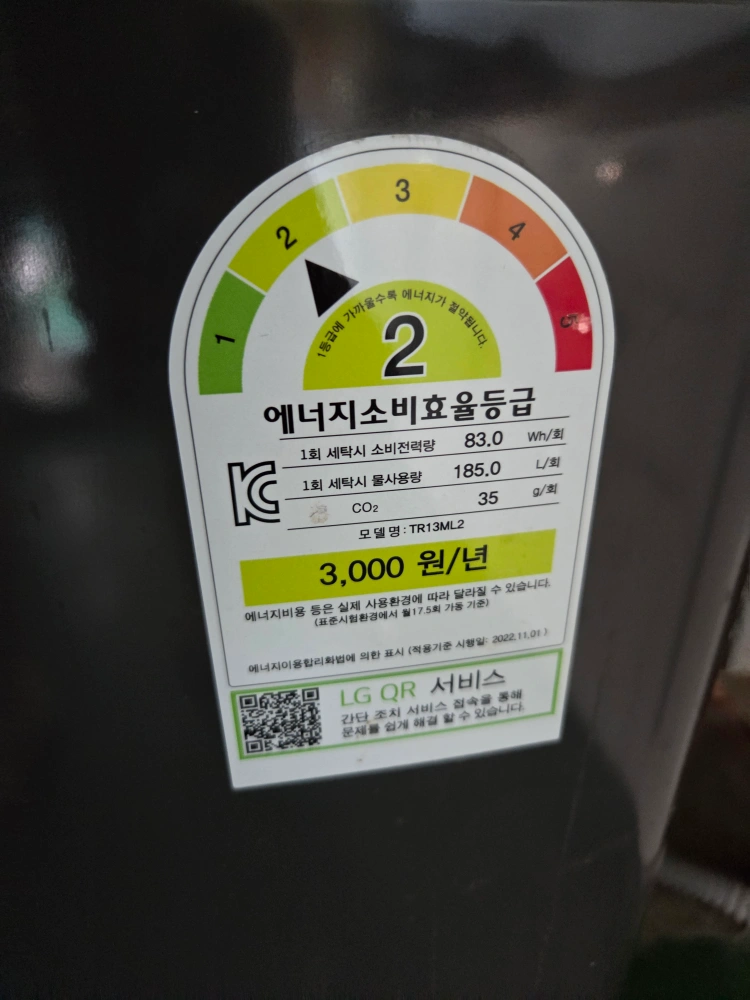 1
2
3
4
5
1등급에 가까울수록 에너지가 절약됩니다.
2
에너지소비효율등급
1회 세탁시 소비전력량 83.0 Wh/회
1회 세탁시 물사용량 185.0 L/회
CO₂ 35 g/회
모델명 : TR13ML2
3,000 원/년
에너지비용 등은 실제 사용환경에 따라 달라질 수 있습니다.
(표준시험환경에서 월17.5회 가동 기준)
에너지이용합리화법에 의한 표시 (적용기준 시행일: 2022.11.01)
LG QR 서비스
간단 조치 서비스 접속을 통해
문제를 쉽게 해결 할 수 있습니다.